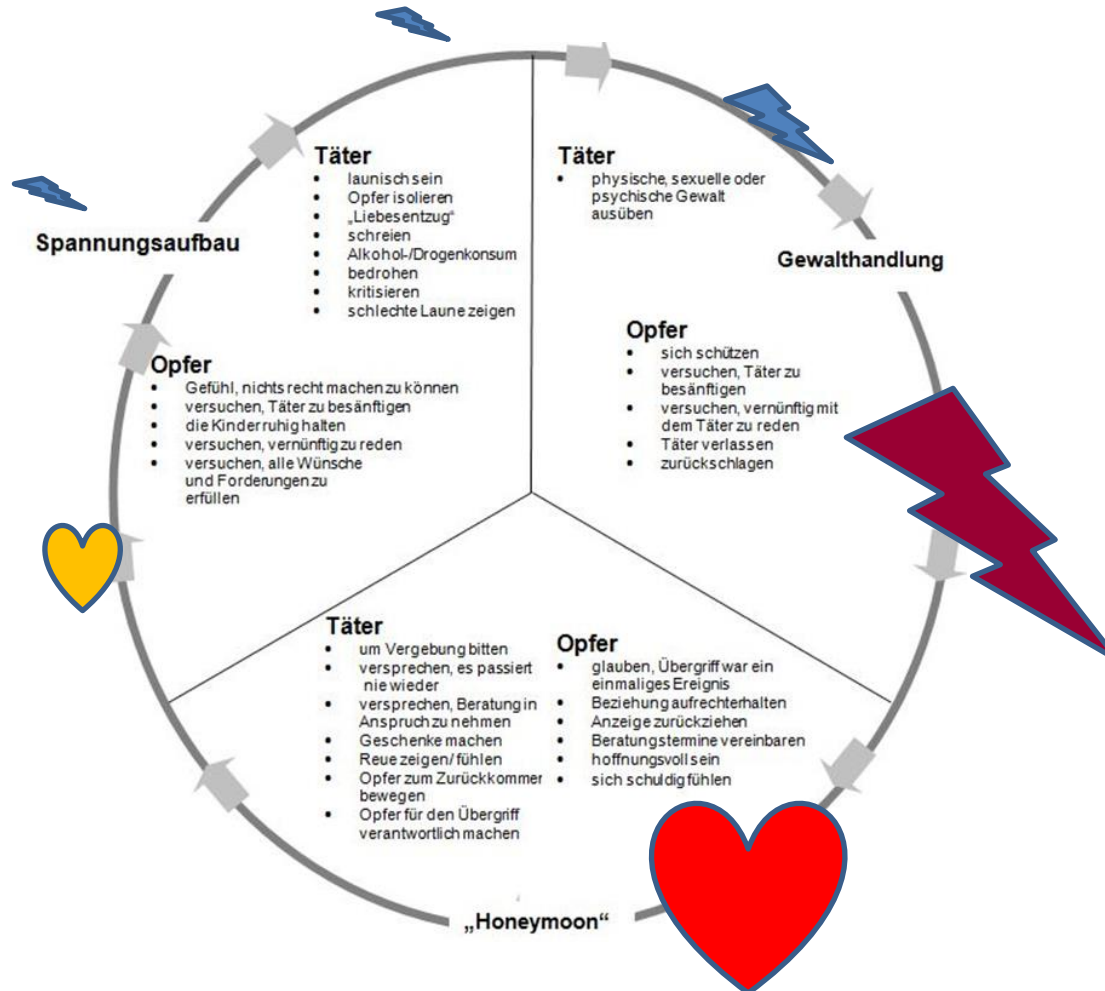 Spannungsaufbau
Täter
• launisch sein
• Opfer isolieren
• „Liebesentzug“
• schreien
• Alkohol-/Drogenkonsum
• bedrohen
• kritisieren
• schlechte Laune zeigen
Opfer
• Gefühl, nichts recht machen zu können
• versuchen, Täter zu besänftigen
• die Kinder ruhig halten
• versuchen, vernünftig zu reden
• versuchen, alle Wünsche
und Forderungen zu
erfüllen
Gewalthandlung
Täter
• physische, sexuelle oder
psychische Gewalt
ausüben
Opfer
• sich schützen
• versuchen, Täter zu
besänftigen
• versuchen, vernünftig mit
dem Täter zu reden
• Täter verlassen
• zurückschlagen
Täter
• um Vergebung bitten
• versprechen, es passiert
nie wieder
• versprechen, Beratung in
Anspruch zu nehmen
• Geschenke machen
• Reue zeigen/ fühlen
• Opfer zum Zurückkommer
bewegen
• Opfer für den Übergriff
verantwortlich machen
Opfer
• glauben, Übergriff war ein
einmaliges Ereignis
• Beziehung aufrechterhalten
• Anzeige zurückziehen
• Beratungstermine vereinbaren
• hoffnungsvoll sein
• sich schuldig fühlen
„Honeymoon“